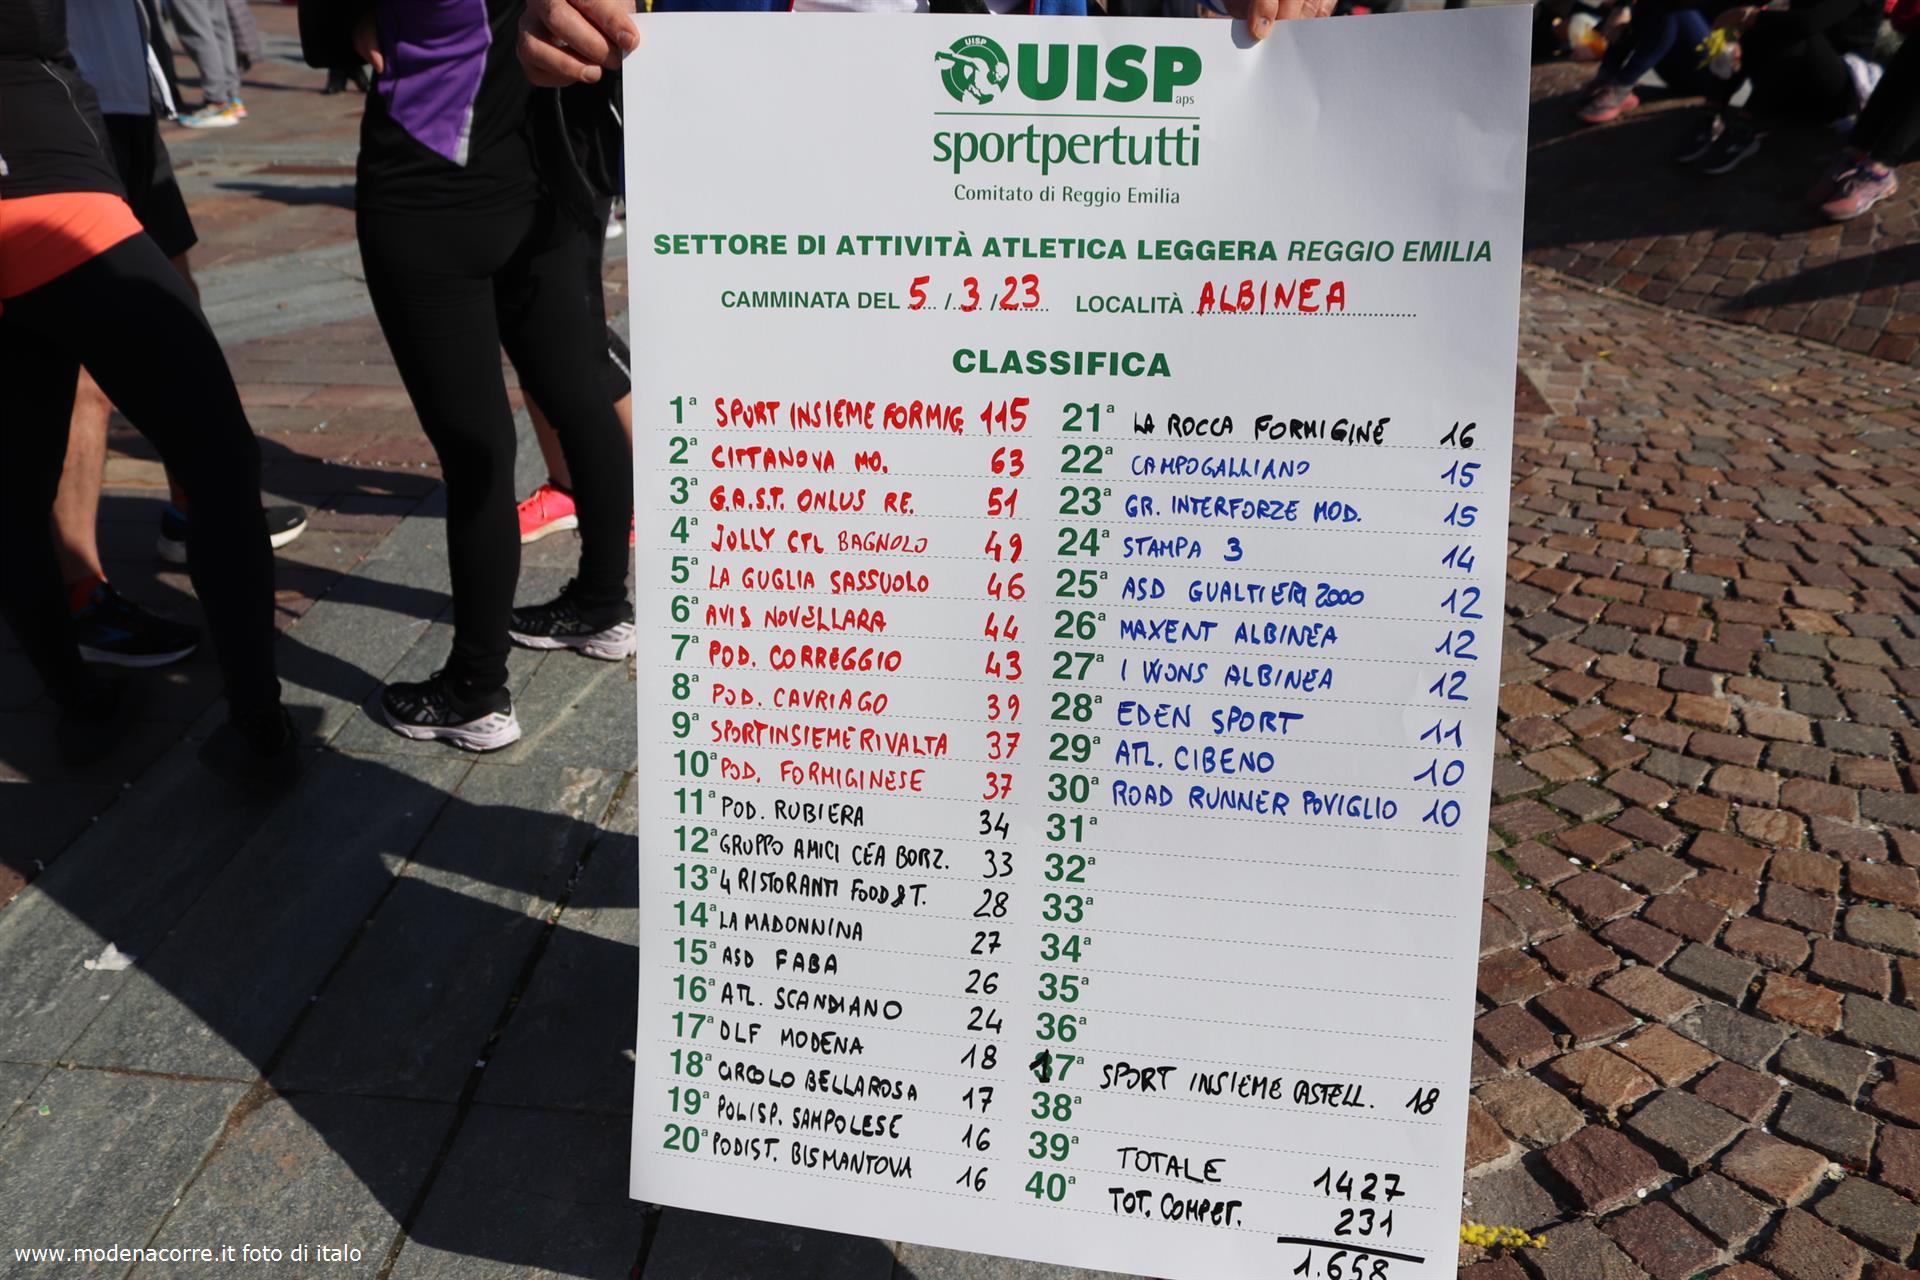 UISP
UISP aps
sportpertutti
Comitato di Reggio Emilia
SETTORE DI ATTIVITÀ ATLETICA LEGGERA REGGIO EMILIA
CAMMINATA DEL 5 / 3 / 23 LOCALITÀ ALBINEA
CLASSIFICA
1ª SPORT INSIEME FORMIG. 115
2ª CITTANOVA MO. 63
3ª G.A.S.T. ONLUS RE. 51
4ª JOLLY CTL BAGNOLO 49
5ª LA GUGLIA SASSUOLO 46
6ª AVIS NOVELLARA 44
7ª POD. CORREGGIO 43
8ª POD. CAVRIAGO 39
9ª SPORTINSIEME RIVALTA 37
10ª POD. FORMIGINESE 37
11ª POD. RUBIERA 34
12ª GRUPPO AMICI CEA BORZ. 33
13ª 4 RISTORANTI FOOD&T. 28
14ª LA MADONNINA 27
15ª ASD FABA 26
16ª ATL. SCANDIANO 24
17ª DLF MODENA 18
18ª CIRCOLO BELLAROSA 17
19ª POLISP. SAMPOLESE 16
20ª PODIST. BISMANTOVA 16
21ª LA ROCCA FORMIGINE 16
22ª CAMPOGALLIANO 15
23ª GR. INTERFORZE MOD. 15
24ª STAMPA 3 14
25ª ASD GUALTIERI 2000 12
26ª MAXENT ALBINEA 12
27ª I WONS ALBINEA 12
28ª EDEN SPORT 11
29ª ATL. CIBENO 10
30ª ROAD RUNNER POVIGLIO 10
31ª
32ª
33ª
34ª
35ª
36ª
17ª SPORT INSIEME CASTELL. 18
38ª
39ª TOTALE 1427
40ª TOT. COMPET. 231
1.658
www.modenacorre.it foto di italo